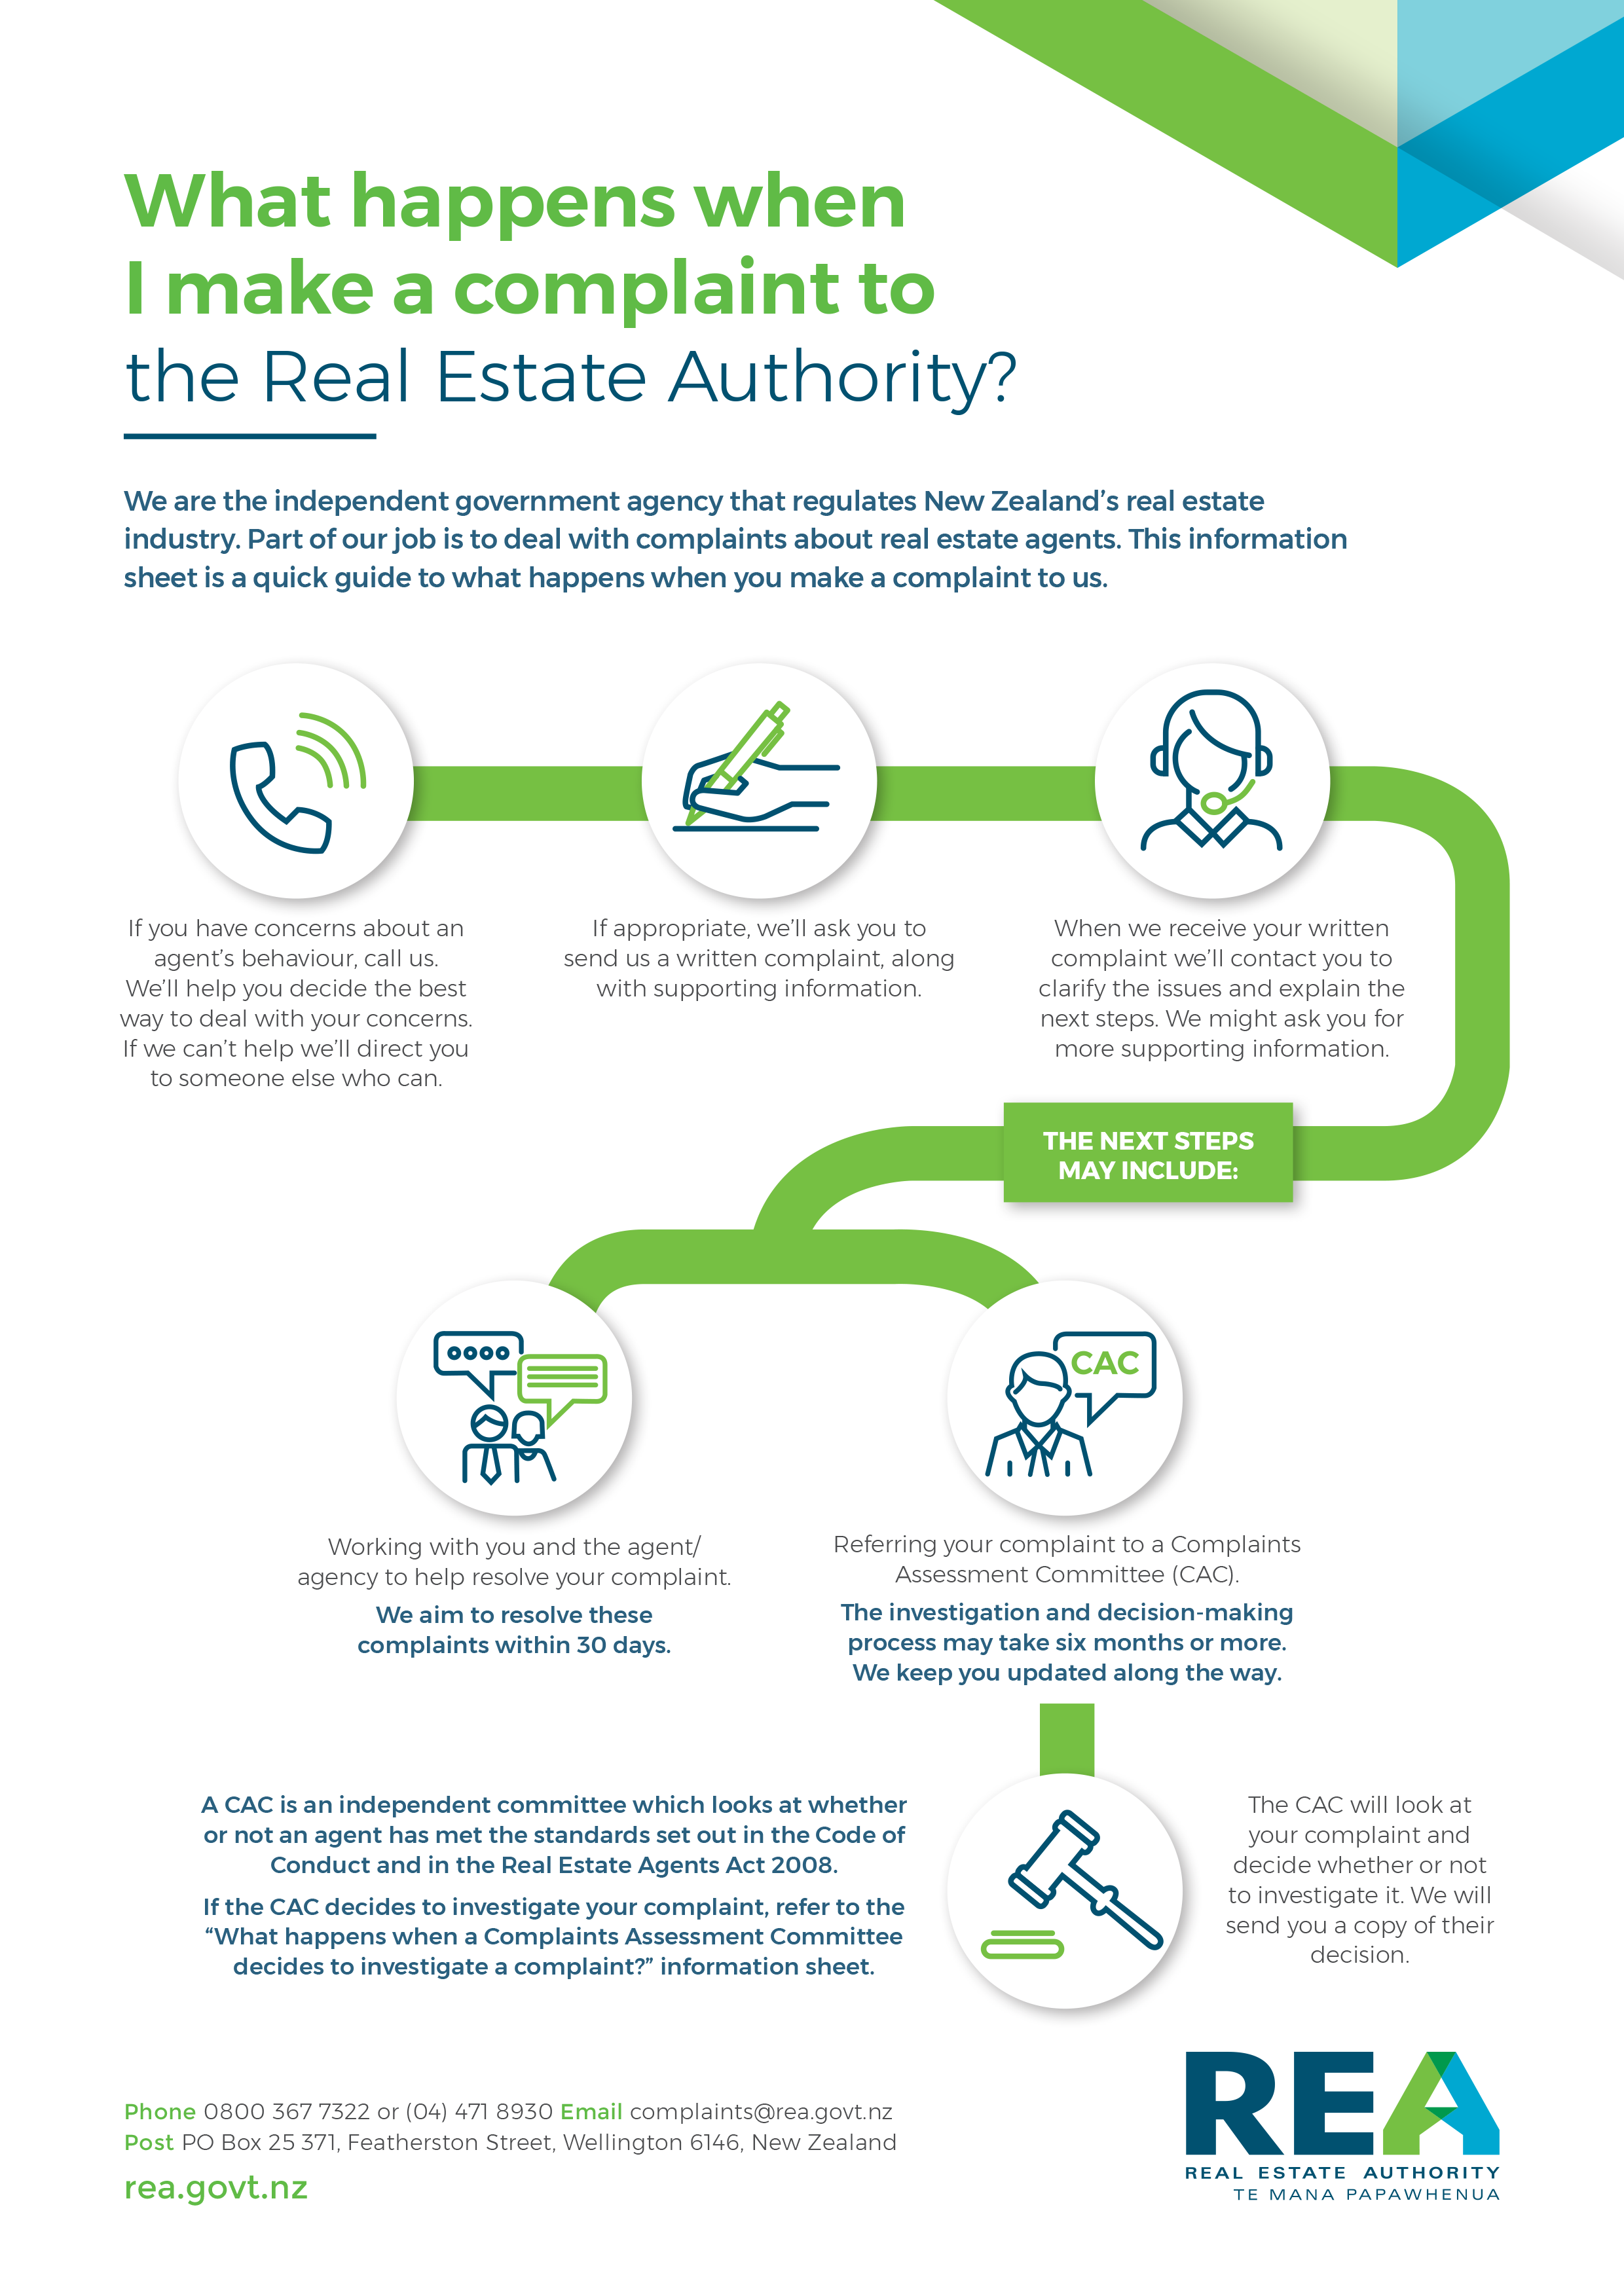 What happens when
I make a complaint to
the Real Estate Authority?
We are the independent government agency that regulates New Zealand’s real estate
industry. Part of our job is to deal with complaints about real estate agents. This information
sheet is a quick guide to what happens when you make a complaint to us.
If you have concerns about an
agent’s behaviour, call us.
We’ll help you decide the best
way to deal with your concerns.
If we can’t help we’ll direct you
to someone else who can.
If appropriate, we’ll ask you to
send us a written complaint, along
with supporting information.
When we receive your written
complaint we’ll contact you to
clarify the issues and explain the
next steps. We might ask you for
more supporting information.
THE NEXT STEPS
MAY INCLUDE:
Working with you and the agent/
agency to help resolve your complaint.
We aim to resolve these
complaints within 30 days.
CAC
Referring your complaint to a Complaints
Assessment Committee (CAC).
The investigation and decision-making
process may take six months or more.
We keep you updated along the way.
A CAC is an independent committee which looks at whether
or not an agent has met the standards set out in the Code of
Conduct and in the Real Estate Agents Act 2008.
If the CAC decides to investigate your complaint, refer to the
“What happens when a Complaints Assessment Committee
decides to investigate a complaint?” information sheet.
The CAC will look at
your complaint and
decide whether or not
to investigate it. We will
send you a copy of their
decision.
Phone 0800 367 7322 or (04) 471 8930 Email complaints@rea.govt.nz
Post PO Box 25 371, Featherston Street, Wellington 6146, New Zealand
rea.govt.nz
REA
REAL ESTATE AUTHORITY
TE MANA PAPAWHENUA